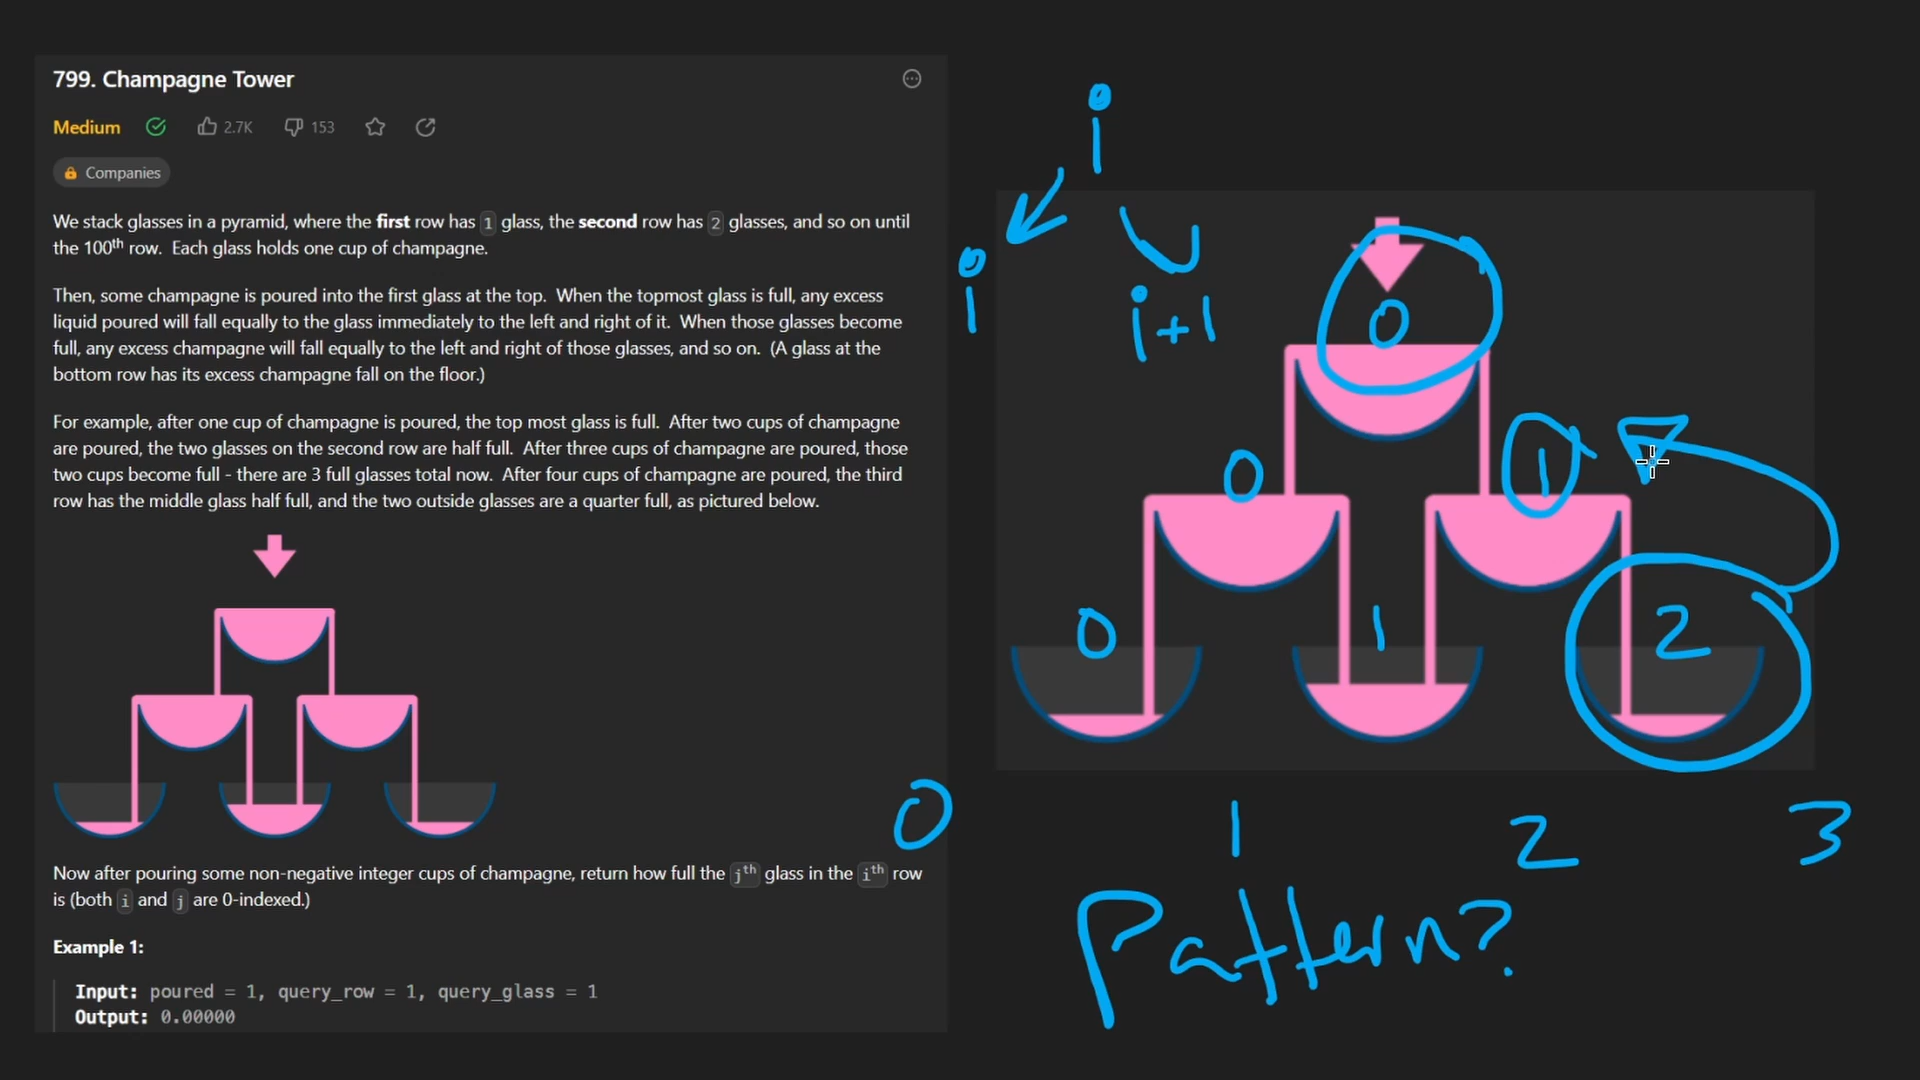 799. Champagne Tower
Medium 2.7K 153
Companies
We stack glasses in a pyramid, where the first row has 1 glass, the second row has 2 glasses, and so on until
the 100th row. Each glass holds one cup of champagne.
Then, some champagne is poured into the first glass at the top. When the topmost glass is full, any excess
liquid poured will fall equally to the glass immediately to the left and right of it. When those glasses become
full, any excess champagne will fall equally to the left and right of those glasses, and so on. (A glass at the
bottom row has its excess champagne fall on the floor.)
For example, after one cup of champagne is poured, the top most glass is full. After two cups of champagne
are poured, the two glasses on the second row are half full. After three cups of champagne are poured, those
two cups become full - there are 3 full glasses total now. After four cups of champagne are poured, the third
row has the middle glass half full, and the two outside glasses are a quarter full, as pictured below.
Now after pouring some non-negative integer cups of champagne, return how full the jth glass in the ith row
is (both i and j are 0-indexed.)
Example 1:
Input: poured = 1, query_row = 1, query_glass = 1
Output: 0.00000
i
i
i+1
0
0 1
0 1 2
0 1 2 3
Pattern?